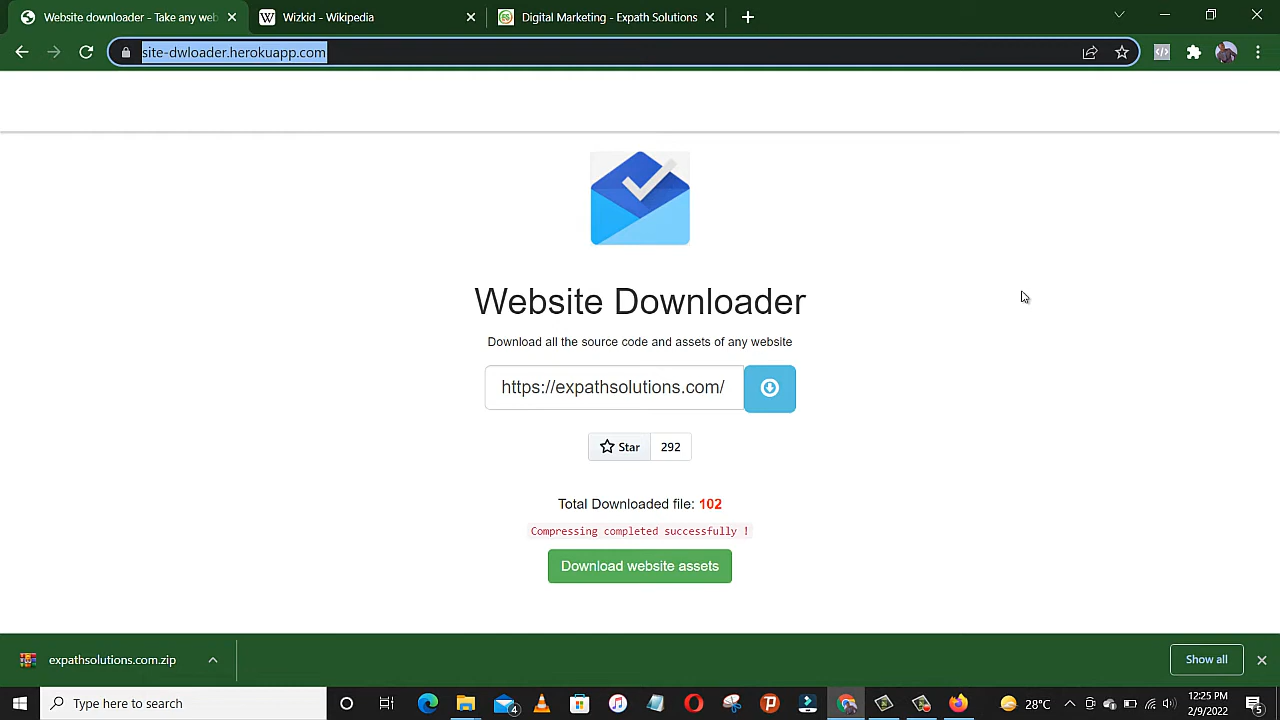 Website downloader - Take any web
Wizkid - Wikipedia
Digital Marketing - Expath Solutions
site-dwloader.herokuapp.com
Website Downloader
Download all the source code and assets of any website
https://expathsolutions.com/
Star 292
Total Downloaded file: 102
Compressing completed successfully !
Download website assets
expathsolutions.com.zip
Show all
Type here to search
4
28°C
12:25 PM
2/9/2022
5